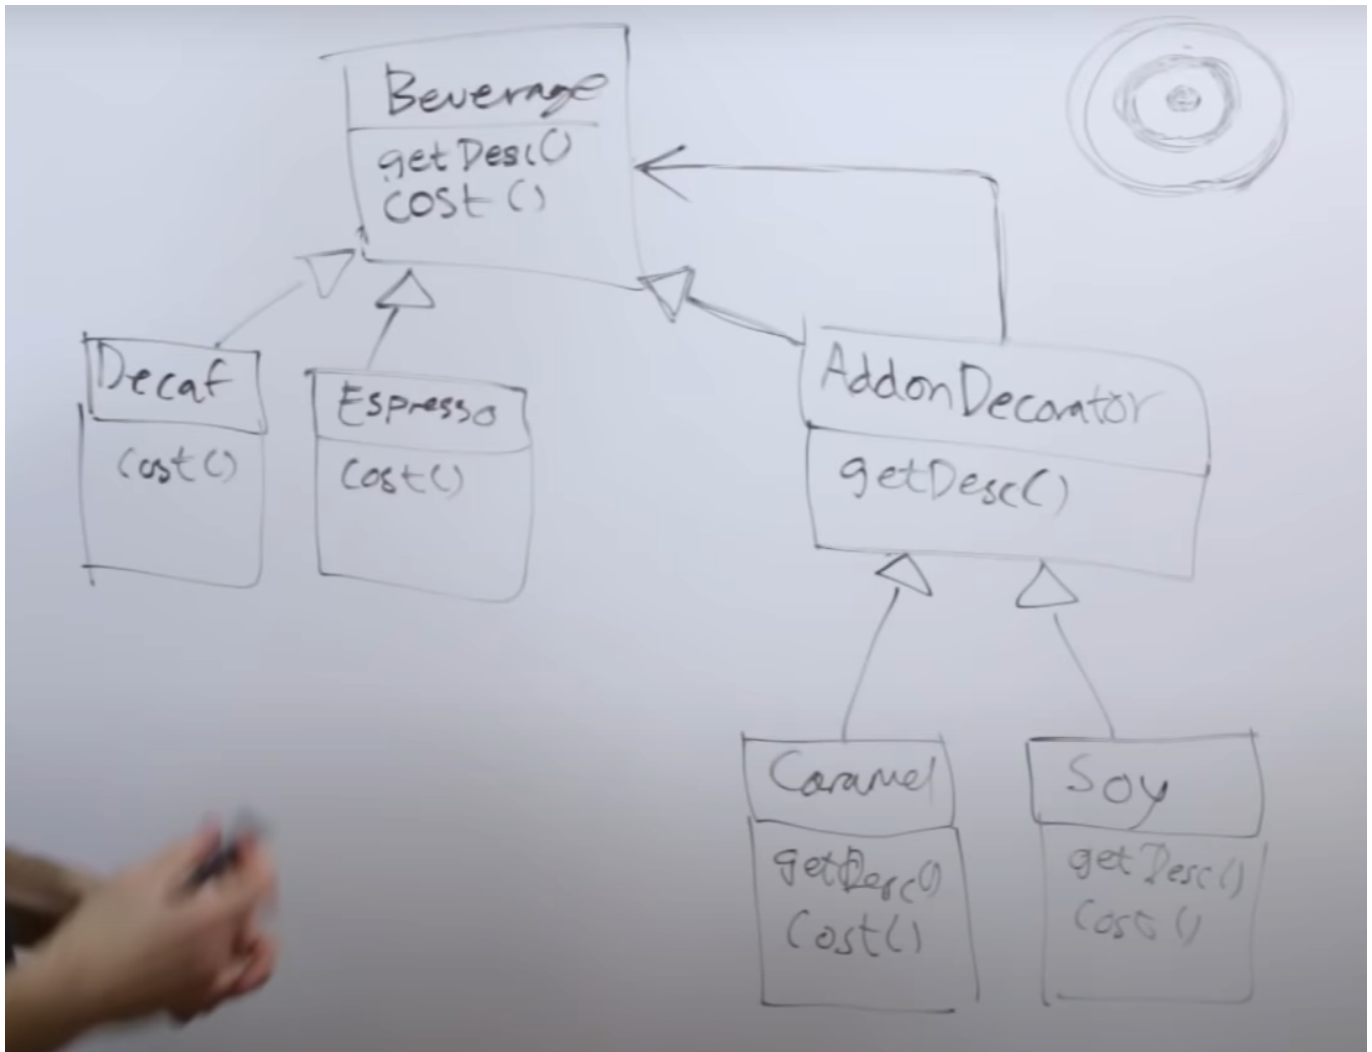 Beverage
getDesc()
cost()
Decaf
cost()
Espresso
cost()
AddonDecorator
getDesc()
Caramel
getDesc()
cost()
Soy
getDesc()
cost()